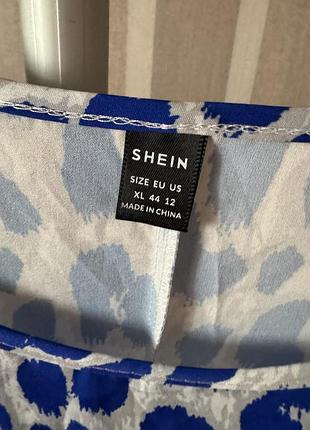 SHEIN
SIZE EU US
XL 44 12
MADE IN CHINA